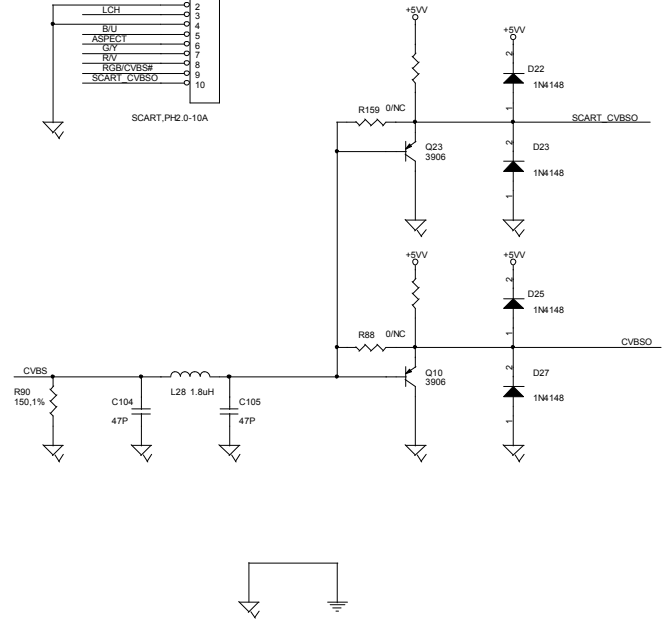 2
LCH
3
4
B/U
5
ASPECT
6
G/Y
7
R/V
8
RGB/CVBS#
9
SCART_CVBSO
10
SCART,PH2.0-10A
+5VV
+5VV
2
D22
1N4148
1
R159 0/NC
SCART_CVBSO
Q23
3906
2
D23
1N4148
1
+5VV
+5VV
2
D25
1N4148
1
R88 0/NC
CVBSO
CVBS
Q10
3906
2
D27
1N4148
1
R90
150,1%
C104
47P
L28 1.8uH
C105
47P